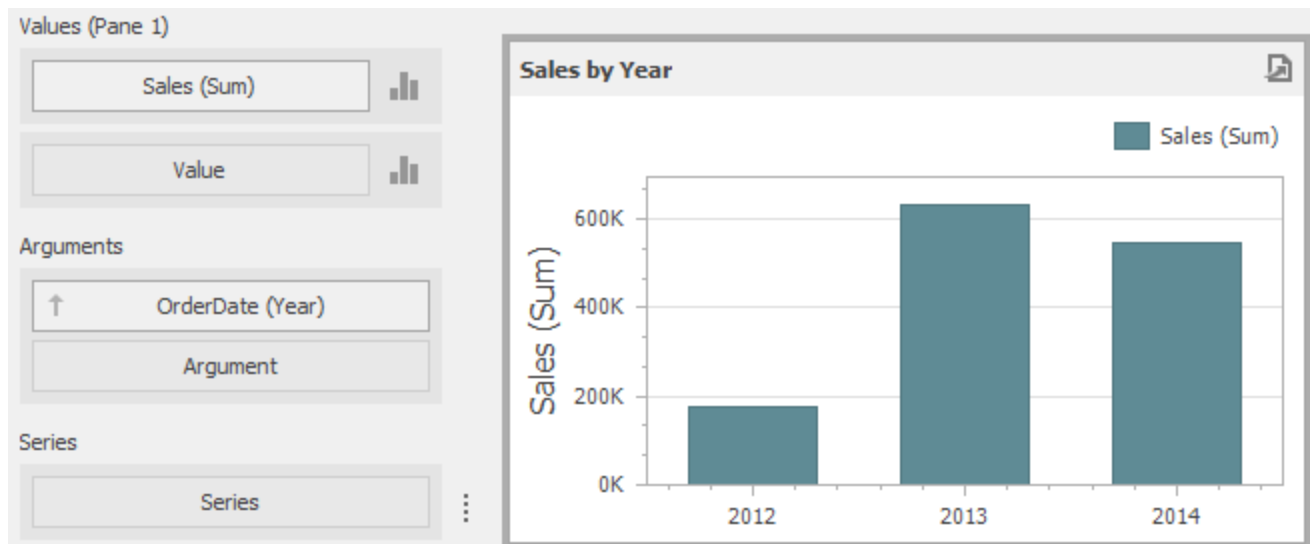 Values (Pane 1)
Sales (Sum)
Value
Arguments
OrderDate (Year)
Argument
Series
Series
Sales by Year
Sales (Sum)
Sales (Sum)
600K
400K
200K
0K
2012
2013
2014